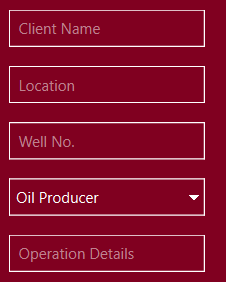 Client Name
Location
Well No.
Oil Producer
Operation Details